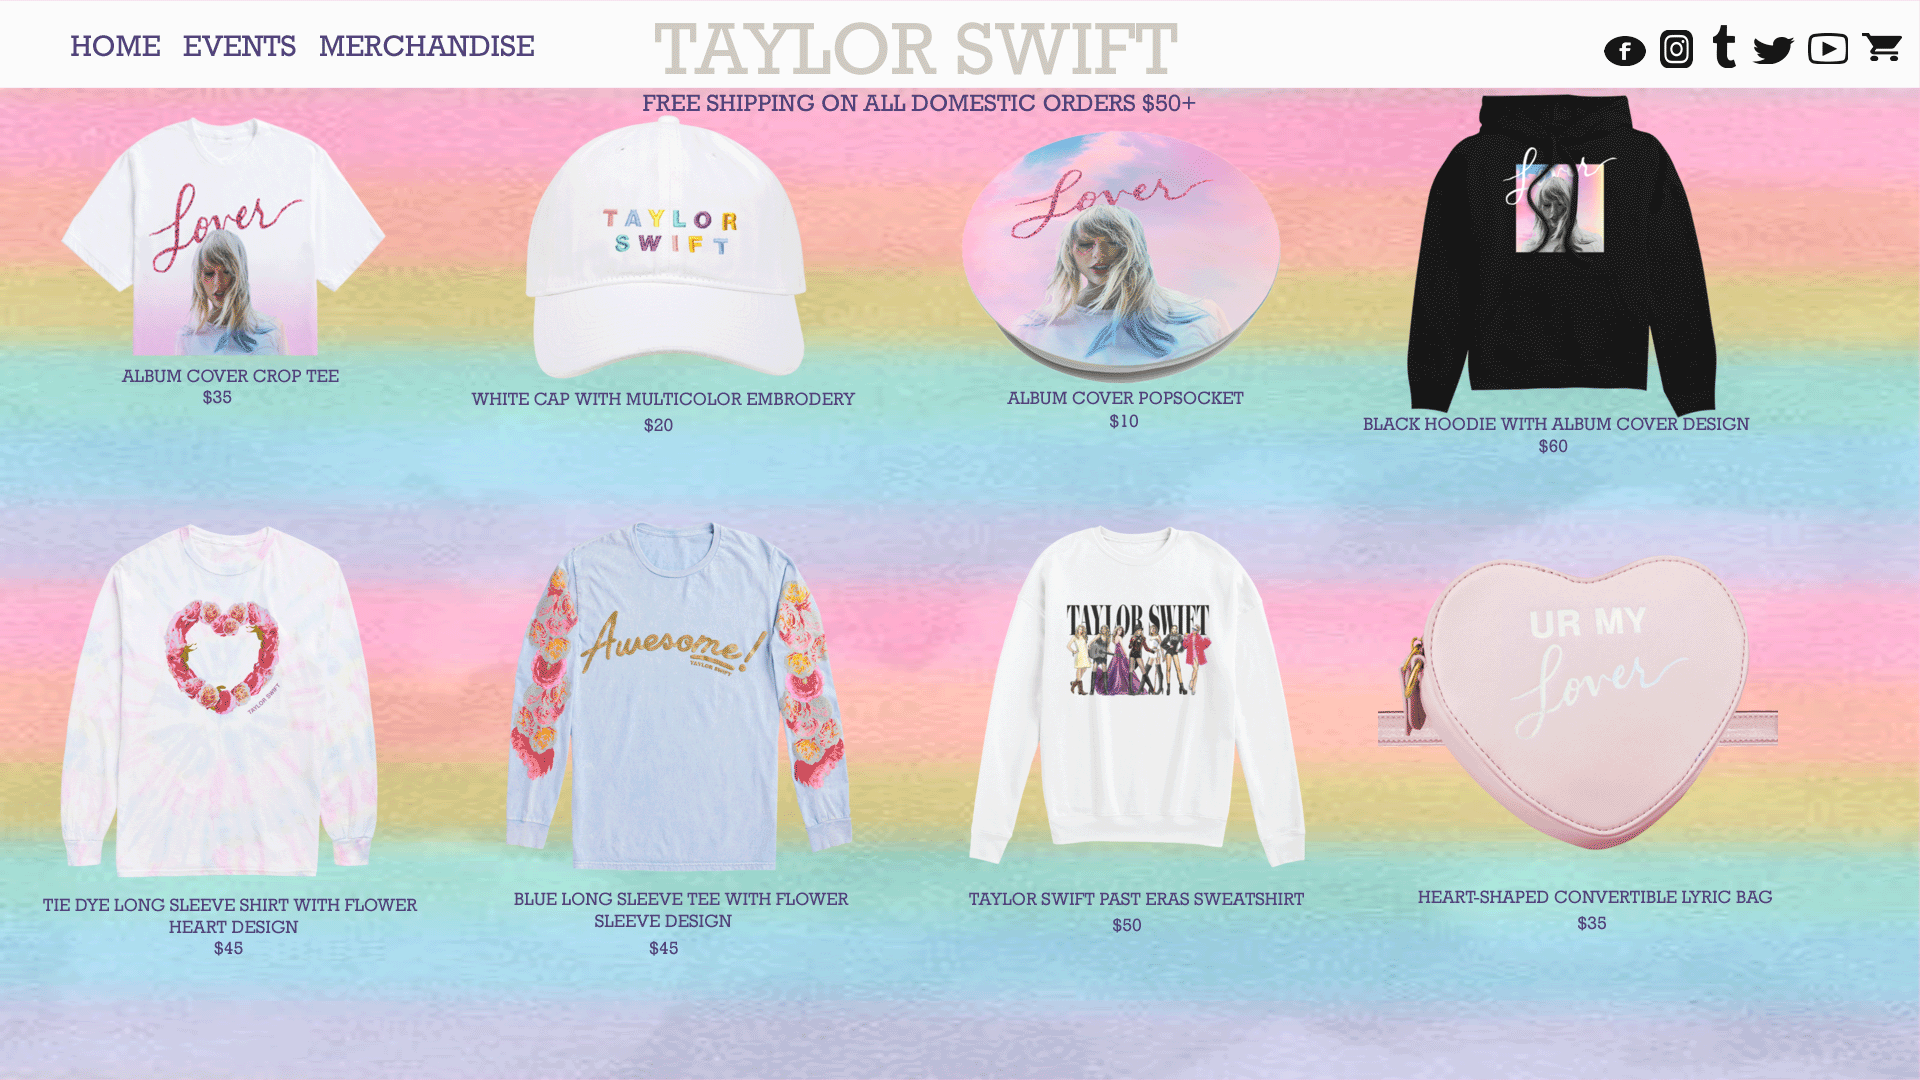 HOME EVENTS MERCHANDISE
TAYLOR SWIFT
FREE SHIPPING ON ALL DOMESTIC ORDERS $50+
Lover
TAYLOR
SWIFT
Lover
Lover
ALBUM COVER CROP TEE
$35
WHITE CAP WITH MULTICOLOR EMBRODERY
$20
ALBUM COVER POPSOCKET
$10
BLACK HOODIE WITH ALBUM COVER DESIGN
$60
TAYLOR SWIFT
Awesome!
TAYLOR SWIFT
TAYLOR SWIFT
UR MY
Lover
TIE DYE LONG SLEEVE SHIRT WITH FLOWER
HEART DESIGN
$45
BLUE LONG SLEEVE TEE WITH FLOWER
SLEEVE DESIGN
$45
TAYLOR SWIFT PAST ERAS SWEATSHIRT
$50
HEART-SHAPED CONVERTIBLE LYRIC BAG
$35